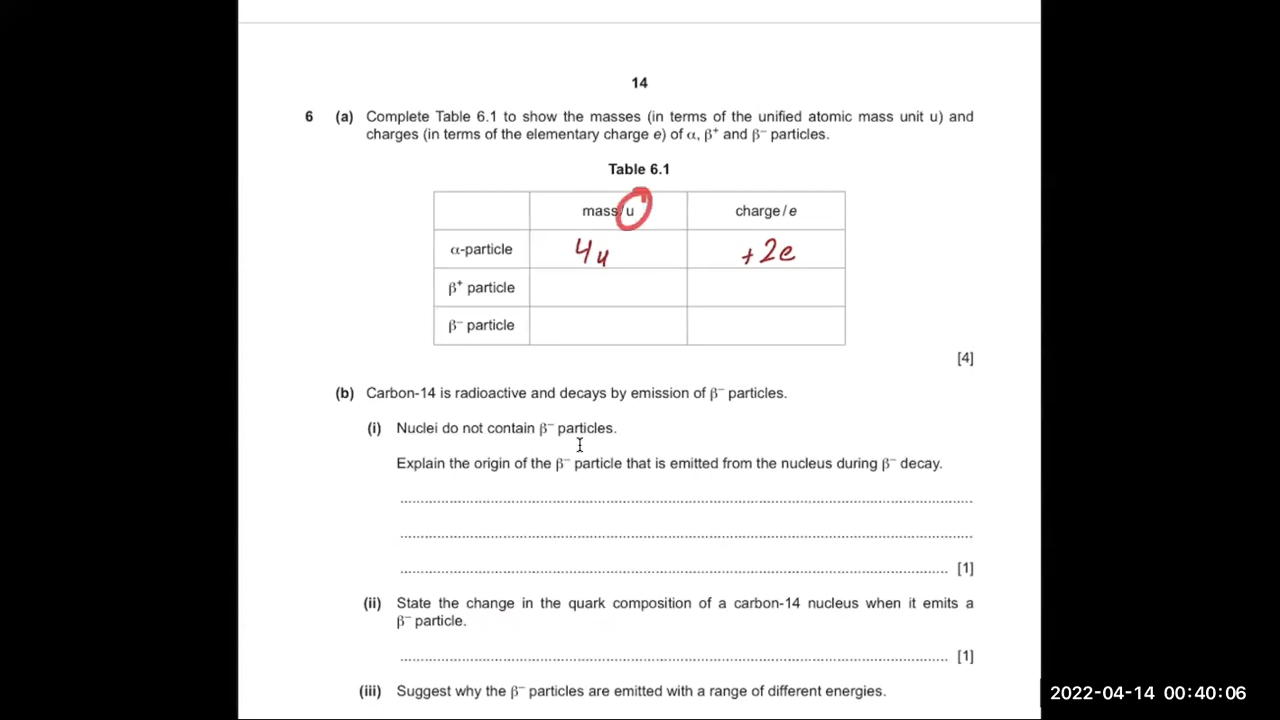 14
6 (a) Complete Table 6.1 to show the masses (in terms of the unified atomic mass unit u) and
charges (in terms of the elementary charge e) of α, β⁺ and β⁻ particles.
Table 6.1
mass/u charge/e
α-particle 4u +2e
β⁺ particle
β⁻ particle
[4]
(b) Carbon-14 is radioactive and decays by emission of β⁻ particles.
(i) Nuclei do not contain β⁻ particles.
Explain the origin of the β⁻ particle that is emitted from the nucleus during β⁻ decay.
[1]
(ii) State the change in the quark composition of a carbon-14 nucleus when it emits a
β⁻ particle.
[1]
(iii) Suggest why the β⁻ particles are emitted with a range of different energies.
2022-04-14 00:40:06